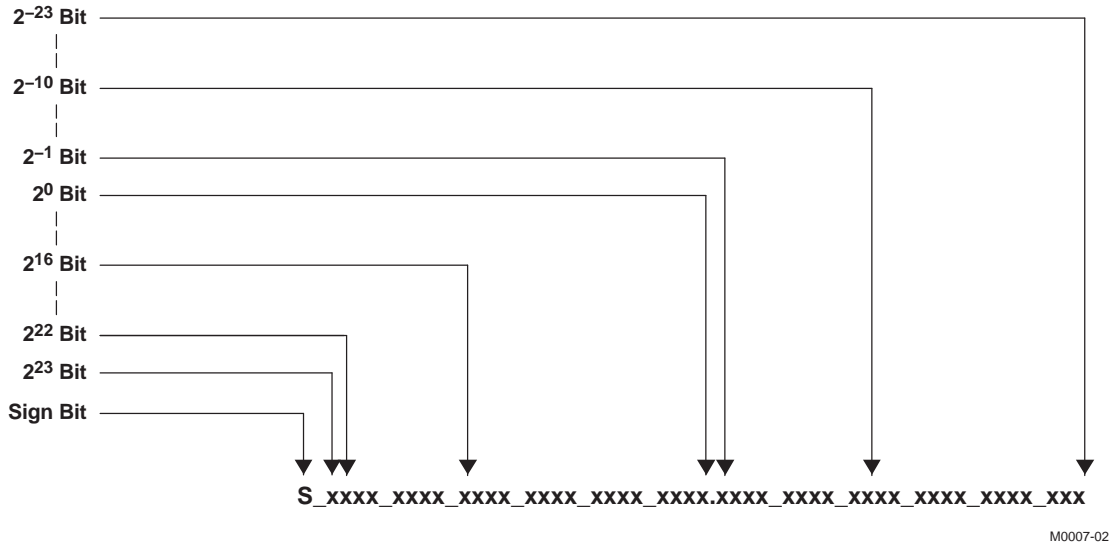 2–23 Bit
2–10 Bit
2–1 Bit
20 Bit
216 Bit
222 Bit
223 Bit
Sign Bit
S_xxxx_xxxx_xxxx_xxxx_xxxx_xxxx.xxxx_xxxx_xxxx_xxxx_xxxx_xxx
M0007-02